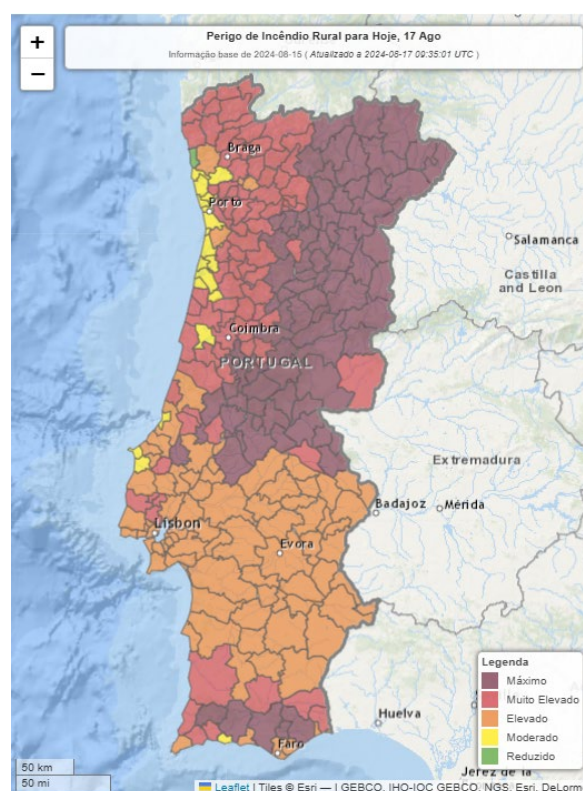 +
−
Perigo de Incêndio Rural para Hoje, 17 Ago
Informação base de 2024-08-15 ( Atualizado a 2024-08-17 09:35:01 UTC )
Braga
Porto
Salamanca
Castilla
and Leon
Coimbra
PORTUGAL
Extremadura
Badajoz
Mérida
Lisbon
Evora
Huelva
Faro
Jerez de la
Legenda
Máximo
Muito Elevado
Elevado
Moderado
Reduzido
50 km
50 mi
Leaflet | Tiles © Esri — | GEBCO, IHO-IOC GEBCO, NGS, Esri, DeLorm